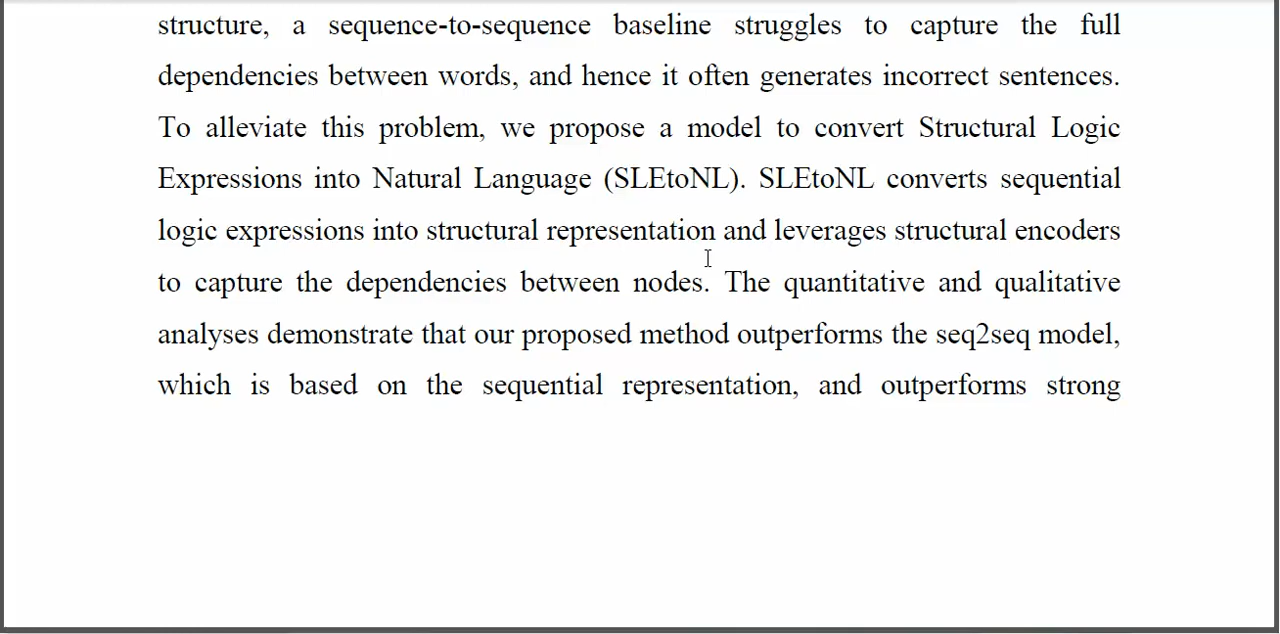 structure, a sequence-to-sequence baseline struggles to capture the full
dependencies between words, and hence it often generates incorrect sentences.
To alleviate this problem, we propose a model to convert Structural Logic
Expressions into Natural Language (SLEtoNL). SLEtoNL converts sequential
logic expressions into structural representation and leverages structural encoders
to capture the dependencies between nodes. The quantitative and qualitative
analyses demonstrate that our proposed method outperforms the seq2seq model,
which is based on the sequential representation, and outperforms strong